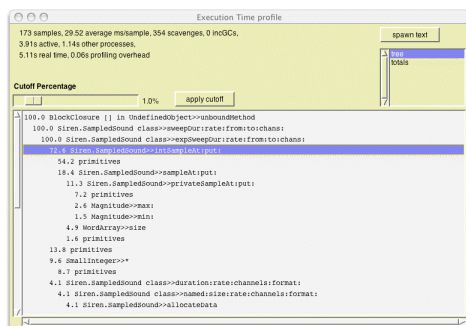 Execution Time profile
173 samples, 29.52 average ms/sample, 354 scavenges, 0 incGCs,
3.91s active, 1.14s other processes,
5.11s real time, 0.06s profiling overhead
spawn text
tree
totals
Cutoff Percentage
1.0%
apply cutoff
100.0 BlockClosure [] in UndefinedObject>>unboundMethod
100.0 Siren.SampledSound class>>sweepDur:rate:from:to:chans:
100.0 Siren.SampledSound class>>expSweepDur:rate:from:to:chans:
72.6 Siren.SampledSound>>intSampleAt:put:
54.2 primitives
18.4 Siren.SampledSound>>sampleAt:put:
11.3 Siren.SampledSound>>privateSampleAt:put:
7.2 primitives
2.6 Magnitude>>max:
1.5 Magnitude>>min:
4.9 WordArray>>size
1.6 primitives
13.8 primitives
9.6 SmallInteger>>*
8.7 primitives
4.1 Siren.SampledSound class>>duration:rate:channels:format:
4.1 Siren.SampledSound class>>named:size:rate:channels:format:
4.1 Siren.SampledSound>>allocateData